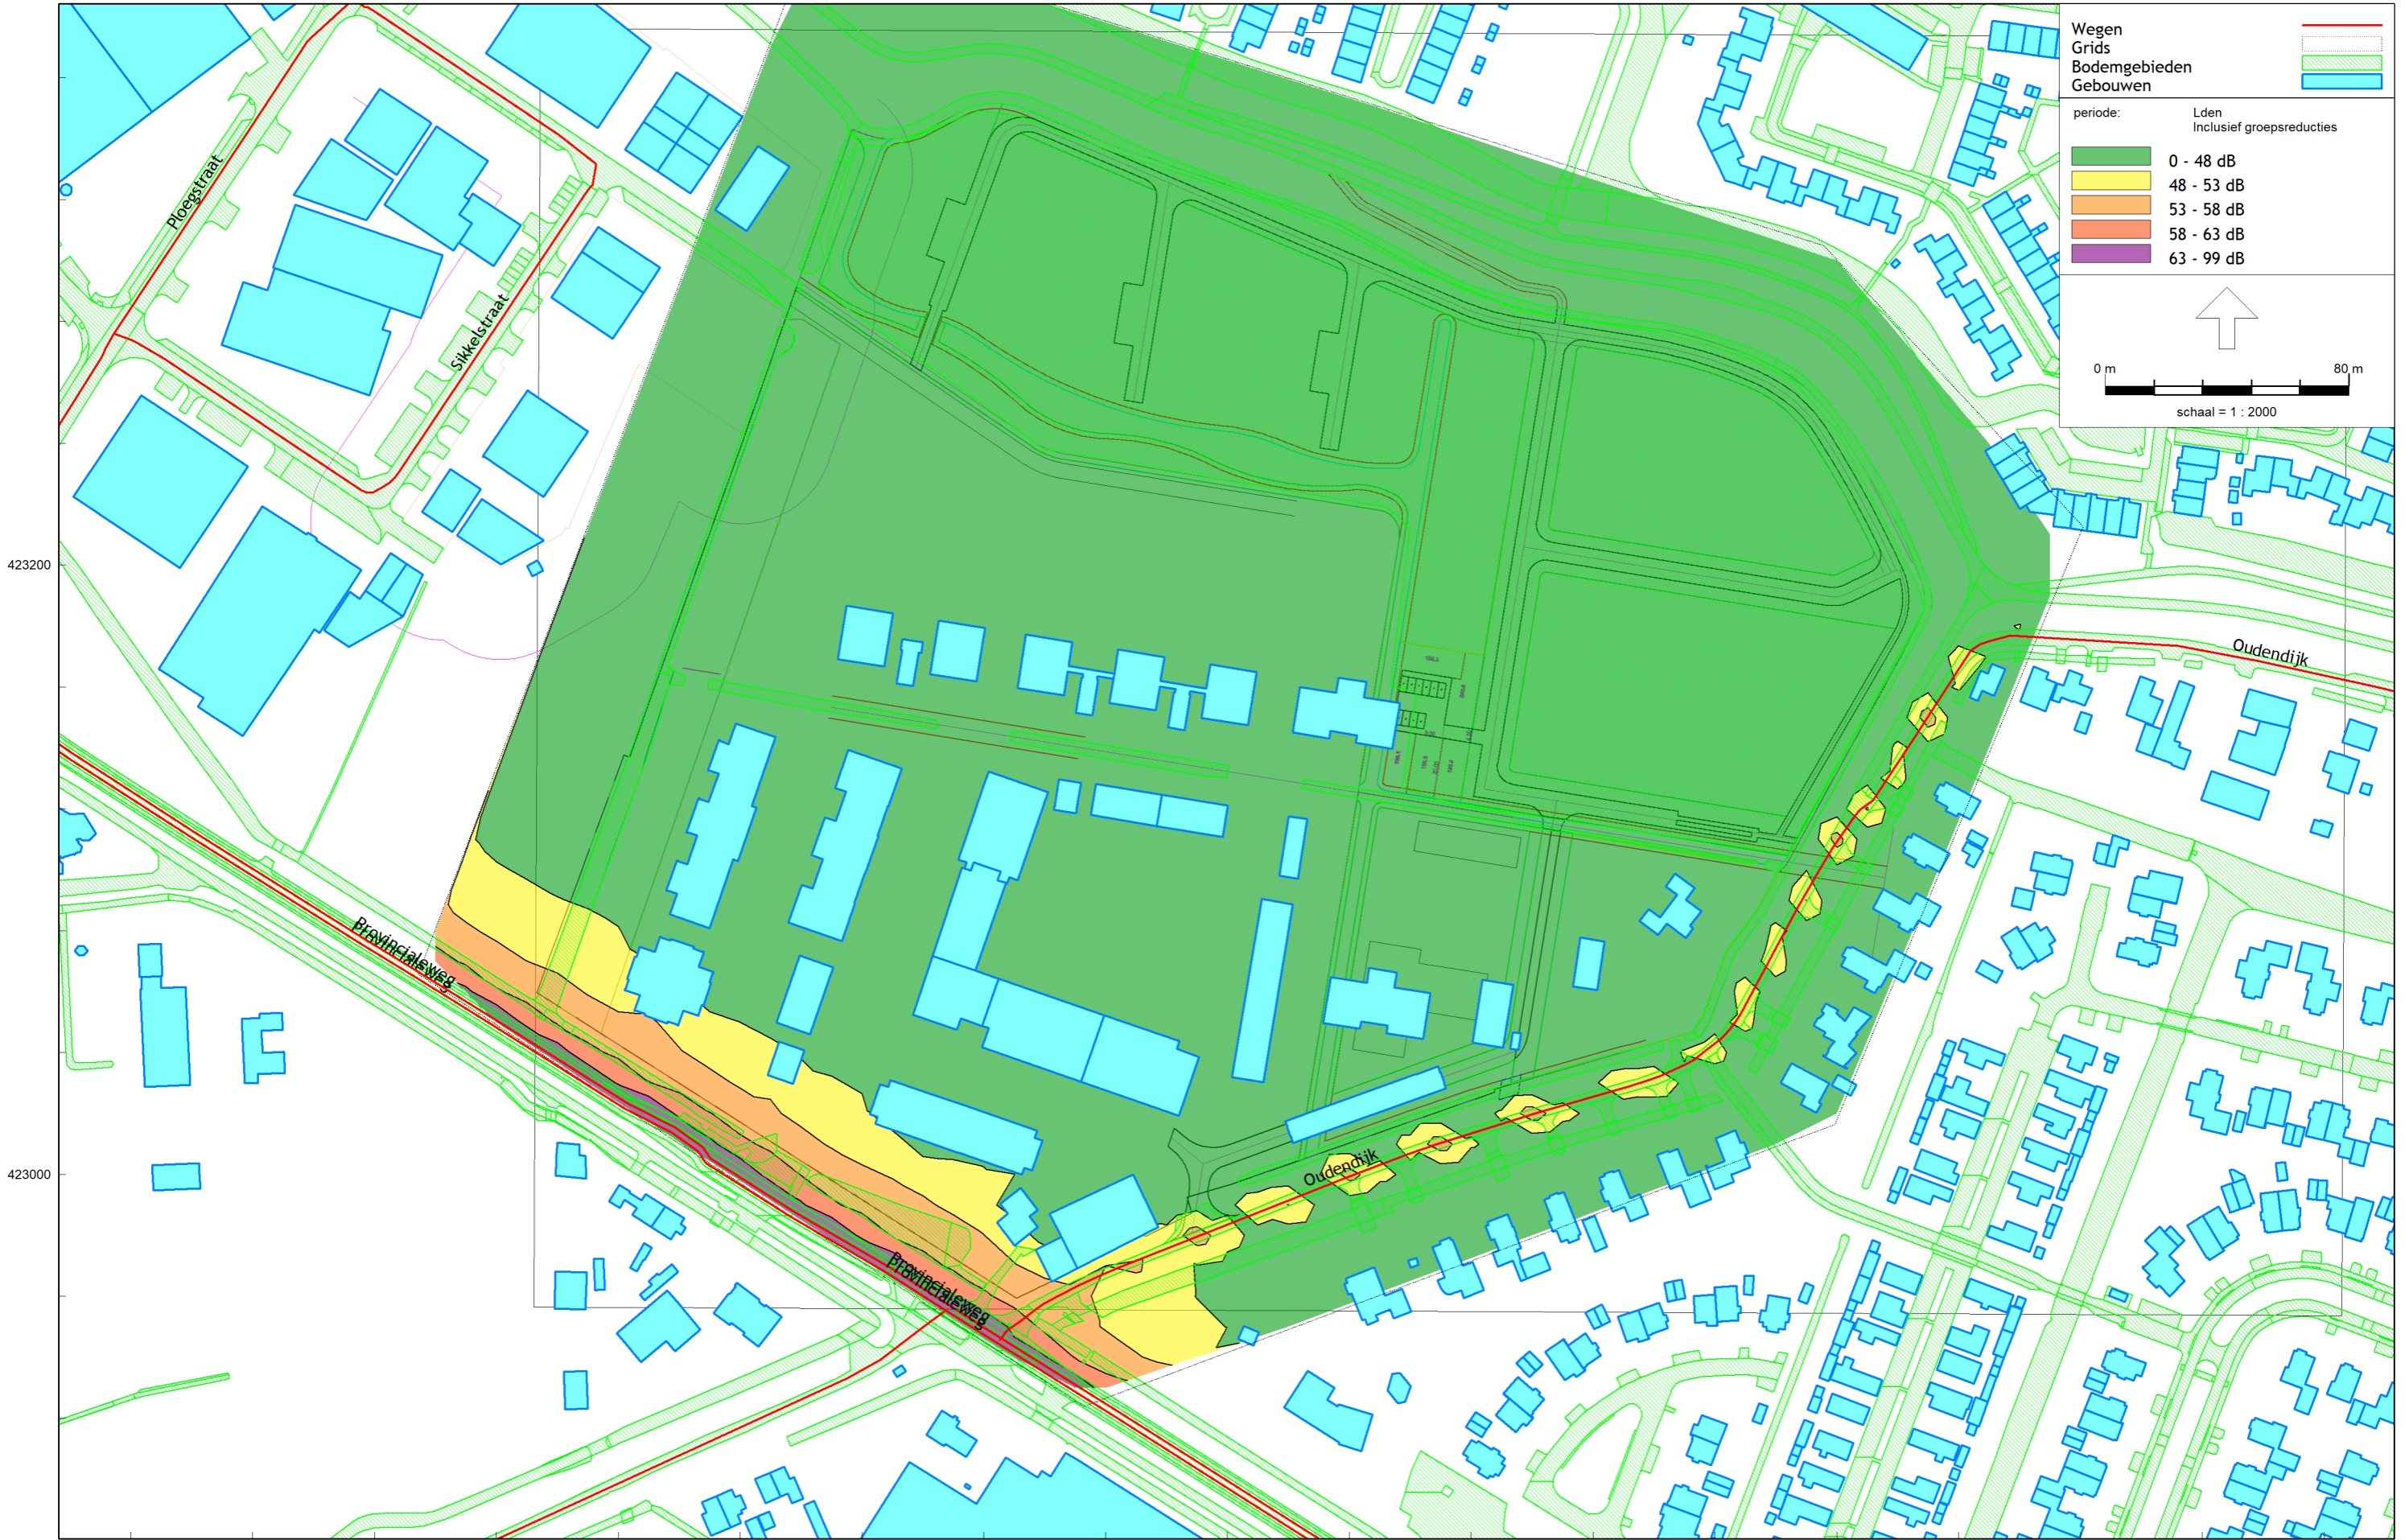 Wegen
Grids
Bodemgebieden
Gebouwen
periode: Lden
Inclusief groepsreducties
0 - 48 dB
48 - 53 dB
53 - 58 dB
58 - 63 dB
63 - 99 dB
0 m 80 m
schaal = 1 : 2000
Ploegstraat
Sikkelstraat
423200
Oudendijk
Provincialeweg
Provincialeweg
423000
Oudendijk
Provincialeweg
Provincialeweg